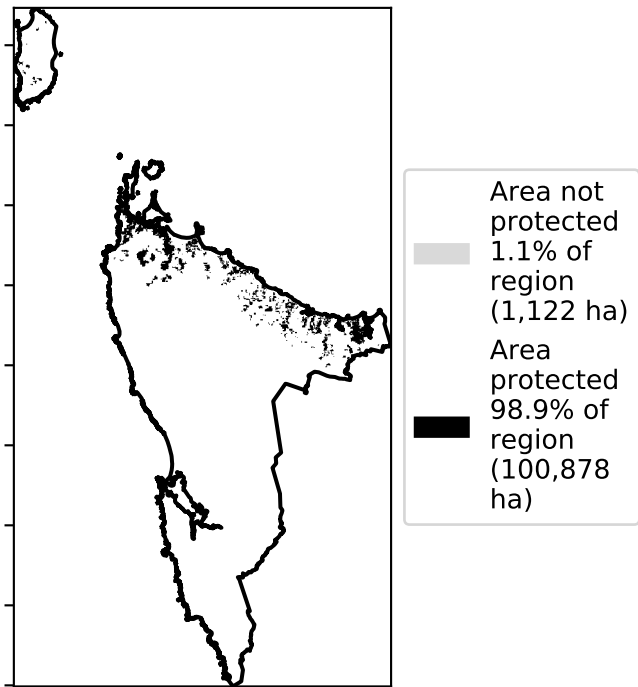 Area not
protected
1.1% of
region
(1,122 ha)
Area
protected
98.9% of
region
(100,878
ha)